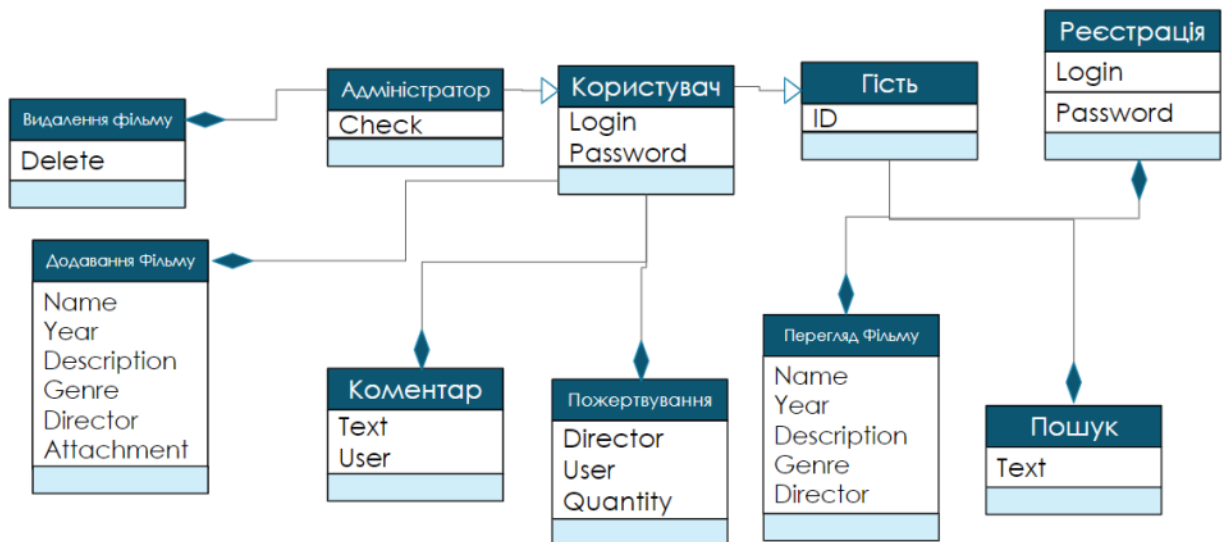 Видалення фільму
Delete
Адміністратор
Check
Користувач
Login
Password
Гість
ID
Реєстрація
Login
Password
Додавання Фільму
Name
Year
Description
Genre
Director
Attachment
Коментар
Text
User
Пожертвування
Director
User
Quantity
Перегляд Фільму
Name
Year
Description
Genre
Director
Пошук
Text